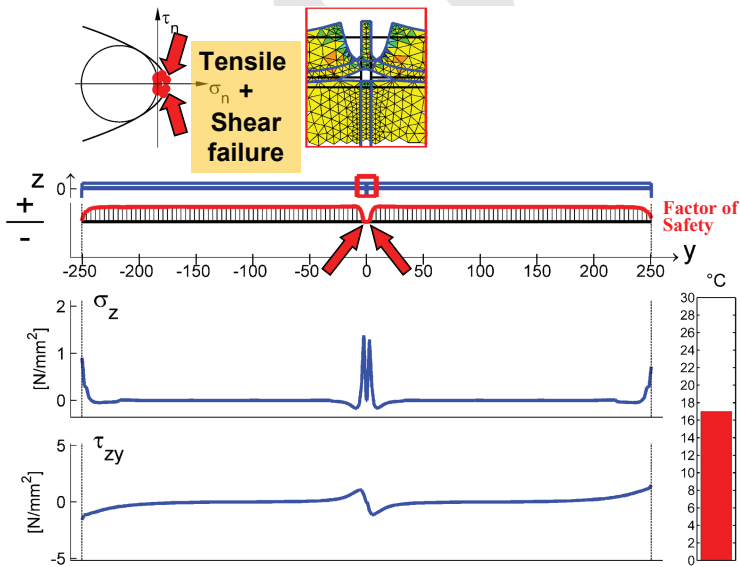 τn
σn
Tensile
+
Shear
failure
z
0
+
-
Factor of
Safety
y
-250 -200 -150 -100 -50 0 50 100 150 200 250
°C
σz
[N/mm²]
2
1
0
τzy
[N/mm²]
5
0
-5
30
28
26
24
22
20
18
16
14
12
10
8
6
4
2
0